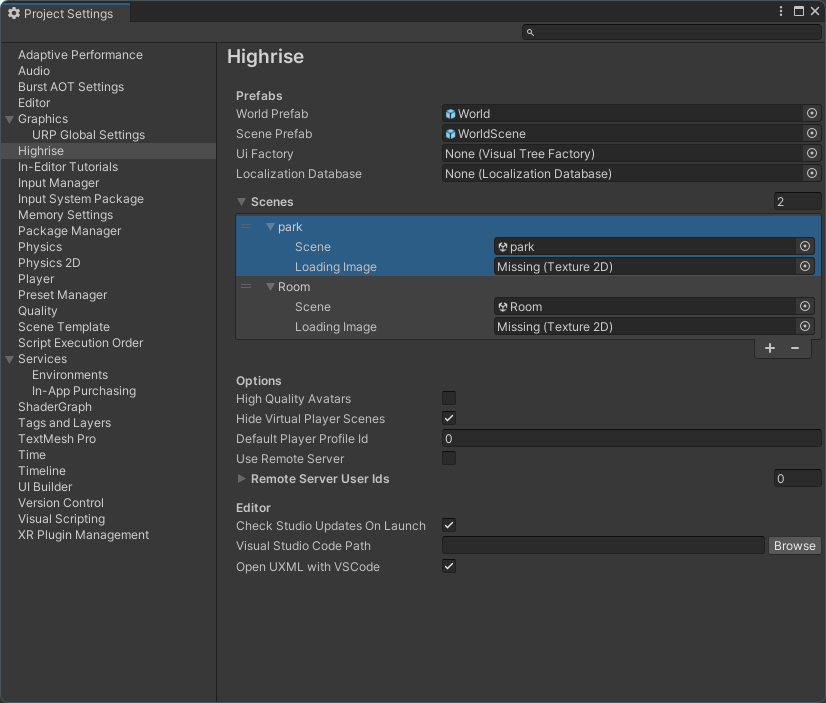 Project Settings
Adaptive Performance
Audio
Burst AOT Settings
Editor
Graphics
URP Global Settings
Highrise
In-Editor Tutorials
Input Manager
Input System Package
Memory Settings
Package Manager
Physics
Physics 2D
Player
Preset Manager
Quality
Scene Template
Script Execution Order
Services
Environments
In-App Purchasing
ShaderGraph
Tags and Layers
TextMesh Pro
Time
Timeline
UI Builder
Version Control
Visual Scripting
XR Plugin Management
Highrise
Prefabs
World Prefab World
Scene Prefab WorldScene
Ui Factory None (Visual Tree Factory)
Localization Database None (Localization Database)
Scenes 2
park
Scene park
Loading Image Missing (Texture 2D)
Room
Scene Room
Loading Image Missing (Texture 2D)
+ −
Options
High Quality Avatars
Hide Virtual Player Scenes
Default Player Profile Id 0
Use Remote Server
Remote Server User Ids 0
Editor
Check Studio Updates On Launch
Visual Studio Code Path Browse
Open UXML with VSCode